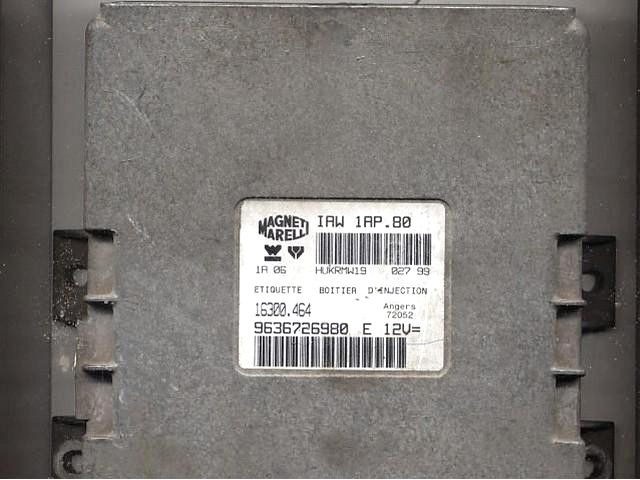 MAGNETI
MARELLI
IAW 1AP.80
1A 06 HUKRMW19 027 99
ETIQUETTE BOITIER D'INJECTION
16300.464 Angers
72052
9636726980 E 12V=